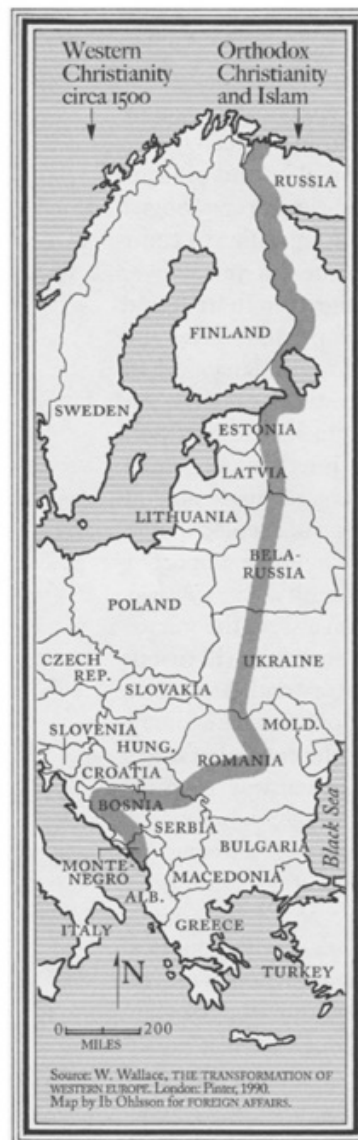 Western
Christianity
circa 1500
Orthodox
Christianity
and Islam
RUSSIA
FINLAND
SWEDEN
ESTONIA
LATVIA
LITHUANIA
BELA-
RUSSIA
POLAND
CZECH
REP.
UKRAINE
SLOVAKIA
SLOVENIA
HUNG.
MOLD.
ROMANIA
CROATIA
BOSNIA
SERBIA
BULGARIA
Black Sea
MONTE-
NEGRO
MACEDONIA
ALB.
ITALY
GREECE
TURKEY
N
0 200
MILES
Source: W. Wallace, THE TRANSFORMATION OF
WESTERN EUROPE. London: Pinter, 1990.
Map by Ib Ohlsson for FOREIGN AFFAIRS.